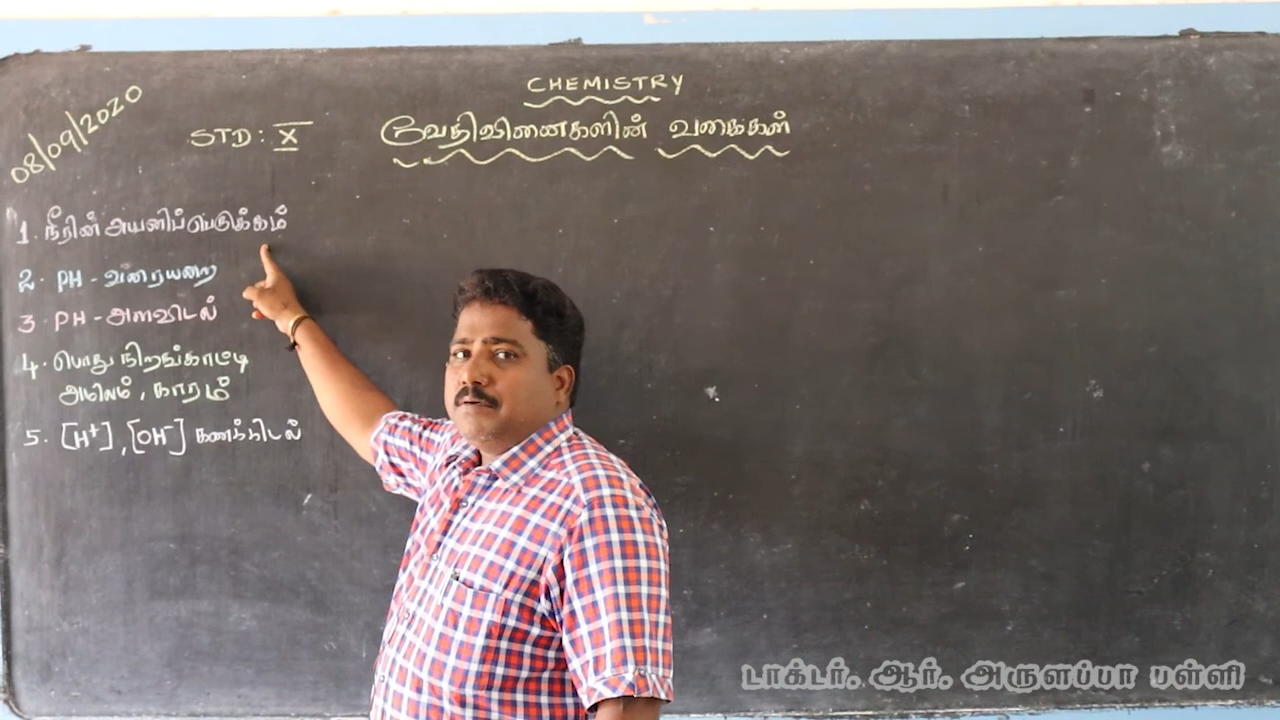 08/09/2020
CHEMISTRY
STD : X
வேதிவினைகளின் வகைகள்
1. நீரின் அயனிப்பெருக்கம்
2. PH - வரையறை
3. PH - அளவிடல்
4. பொது நிறங்காட்டி
அமிலம் , காரம்
5. [H⁺] , [OH⁻] கணக்கிடல்
டாக்டர். ஆர். அருளப்பா பள்ளி